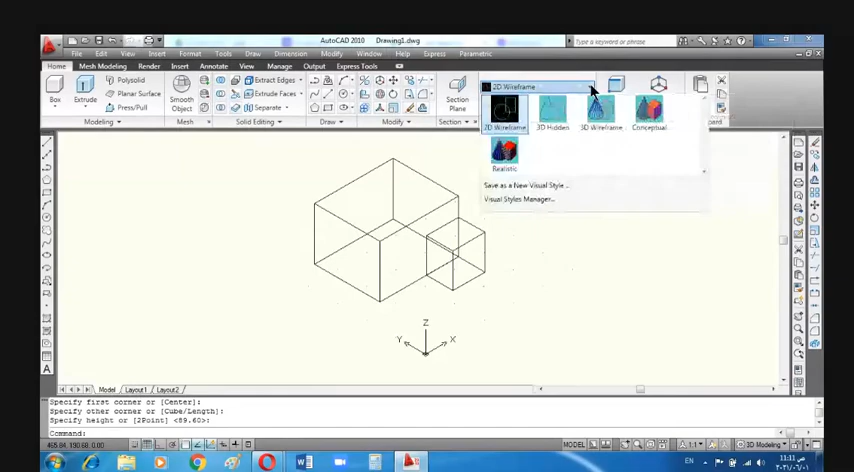 AutoCAD 2010 Drawing1.dwg
Type a keyword or phrase
File Edit View Insert Format Tools Draw Dimension Modify Window Help Express Parametric
Home Mesh Modeling Render Insert Annotate View Manage Output Express Tools
Polysolid
Planar Surface
Press/Pull
Box
Extrude
Smooth
Object
Extract Edges
Extrude Faces
Separate
Section
Plane
2D Wireframe
2D Wireframe
3D Hidden
3D Wireframe
Conceptual
Realistic
Save as a New Visual Style...
Visual Styles Manager...
Modeling
Solid Editing
Draw
Modify
Section
Z
Y
X
Model Layout1 Layout2
Specify first corner or [Center]:
Specify other corner or [Cube/Length]:
Specify height or [2Point] <89.60>:
Command:
MODEL
1:1
3D Modeling
EN
11:11 ص